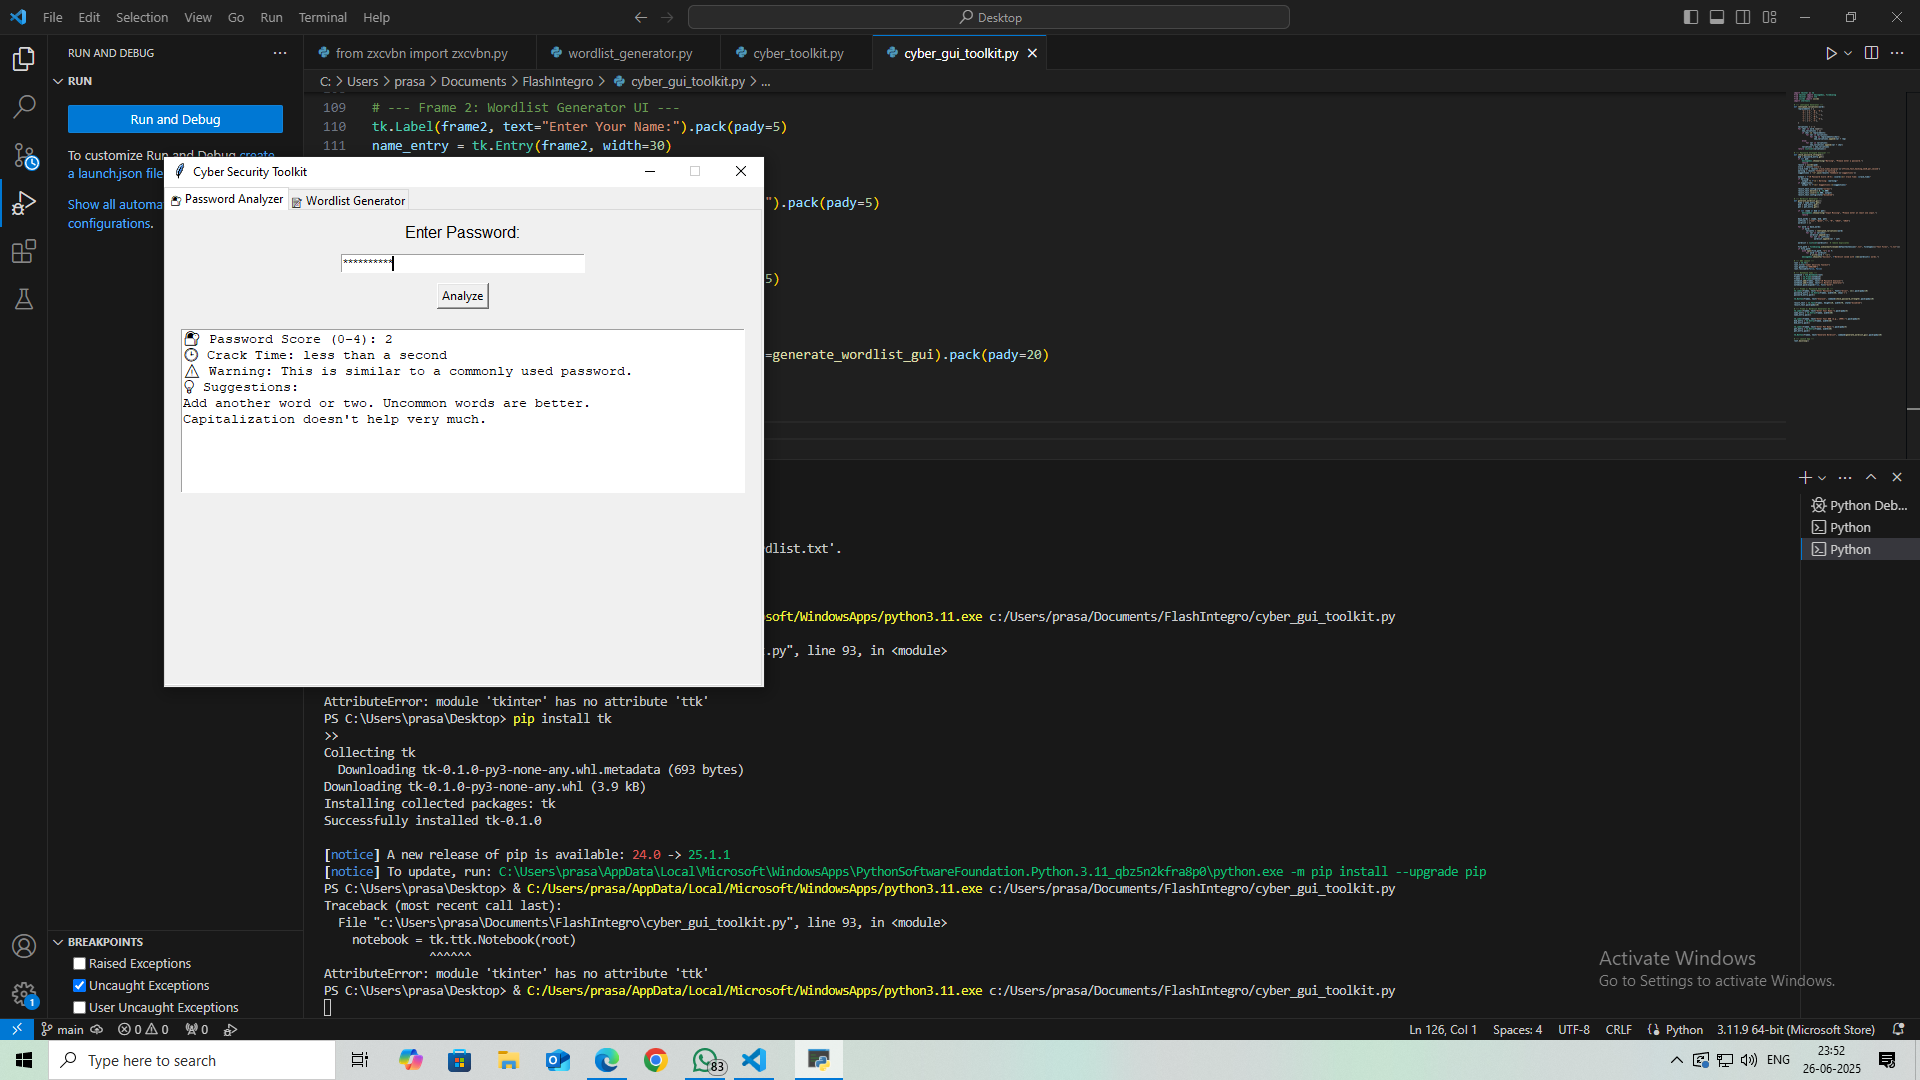 File Edit Selection View Go Run Terminal Help
Desktop
RUN AND DEBUG
from zxcvbn import zxcvbn.py
wordlist_generator.py
cyber_toolkit.py
cyber_gui_toolkit.py
RUN
C: > Users > prasa > Documents > FlashIntegro > cyber_gui_toolkit.py > ...
Run and Debug
To customize Run and Debug create
a launch.json file
Show all automa
configurations.
109 # --- Frame 2: Wordlist Generator UI ---
110 tk.Label(frame2, text="Enter Your Name:").pack(pady=5)
111 name_entry = tk.Entry(frame2, width=30)
").pack(pady=5)
5)
=generate_wordlist_gui).pack(pady=20)
Cyber Security Toolkit
Password Analyzer
Wordlist Generator
Enter Password:
**********
Analyze
Password Score (0-4): 2
Crack Time: less than a second
Warning: This is similar to a commonly used password.
Suggestions:
Add another word or two. Uncommon words are better.
Capitalization doesn't help very much.
Python Deb...
Python
Python
dlist.txt'.
soft/WindowsApps/python3.11.exe c:/Users/prasa/Documents/FlashIntegro/cyber_gui_toolkit.py
.py", line 93, in <module>
AttributeError: module 'tkinter' has no attribute 'ttk'
PS C:\Users\prasa\Desktop> pip install tk
>>
Collecting tk
Downloading tk-0.1.0-py3-none-any.whl.metadata (693 bytes)
Downloading tk-0.1.0-py3-none-any.whl (3.9 kB)
Installing collected packages: tk
Successfully installed tk-0.1.0
[notice] A new release of pip is available: 24.0 -> 25.1.1
[notice] To update, run: C:\Users\prasa\AppData\Local\Microsoft\WindowsApps\PythonSoftwareFoundation.Python.3.11_qbz5n2kfra8p0\python.exe -m pip install --upgrade pip
PS C:\Users\prasa\Desktop> & C:/Users/prasa/AppData/Local/Microsoft/WindowsApps/python3.11.exe c:/Users/prasa/Documents/FlashIntegro/cyber_gui_toolkit.py
Traceback (most recent call last):
File "c:\Users\prasa\Documents\FlashIntegro\cyber_gui_toolkit.py", line 93, in <module>
notebook = tk.ttk.Notebook(root)
^^^^^^
AttributeError: module 'tkinter' has no attribute 'ttk'
PS C:\Users\prasa\Desktop> & C:/Users/prasa/AppData/Local/Microsoft/WindowsApps/python3.11.exe c:/Users/prasa/Documents/FlashIntegro/cyber_gui_toolkit.py
BREAKPOINTS
Raised Exceptions
Uncaught Exceptions
User Uncaught Exceptions
1
Activate Windows
Go to Settings to activate Windows.
main 0 0 0
Ln 126, Col 1 Spaces: 4 UTF-8 CRLF Python 3.11.9 64-bit (Microsoft Store)
Type here to search
83
ENG
23:52
26-06-2025